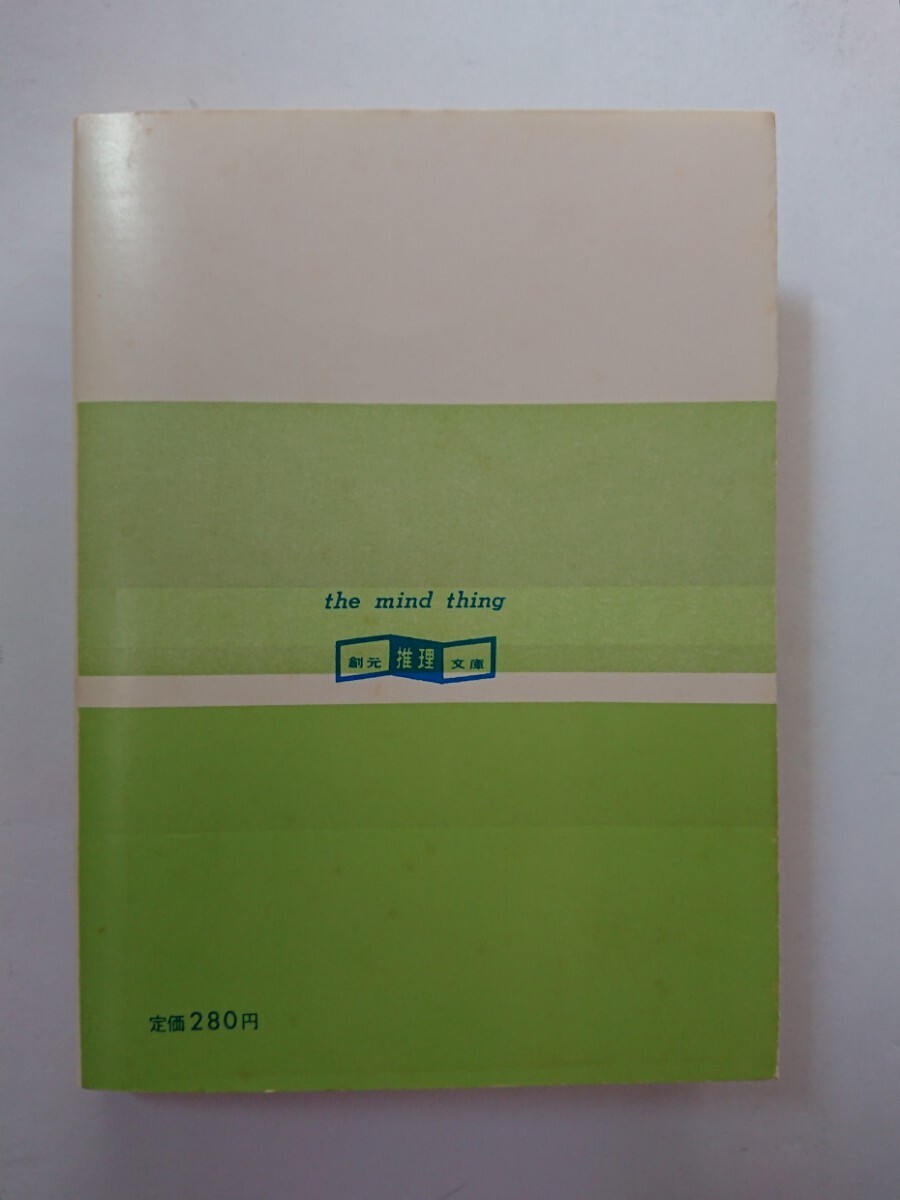 the mind thing
創元推理文庫
定価280円